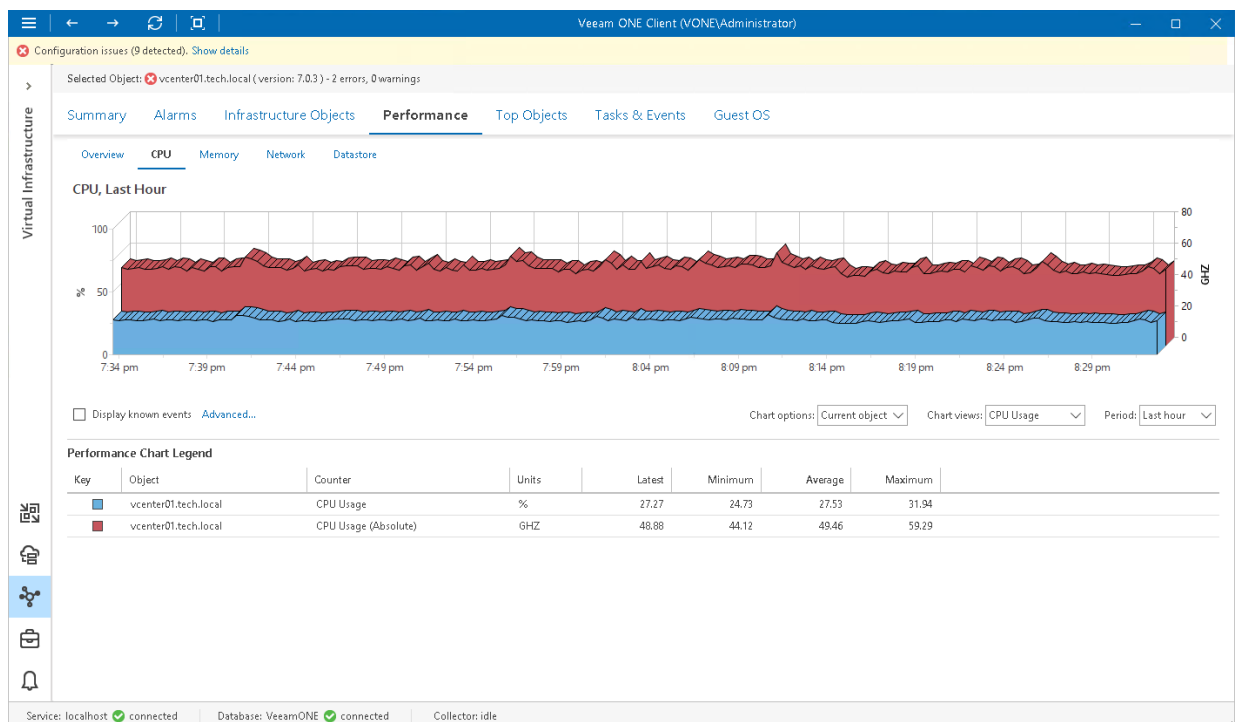 Veeam ONE Client (VONE\Administrator)
Configuration issues (9 detected). Show details
Selected Object: vcenter01.tech.local ( version: 7.0.3 ) - 2 errors, 0 warnings
Virtual Infrastructure
Summary Alarms Infrastructure Objects Performance Top Objects Tasks & Events Guest OS
Overview CPU Memory Network Datastore
CPU, Last Hour
100
50
0
%
80
60
40
20
0
GHZ
7:34 pm 7:39 pm 7:44 pm 7:49 pm 7:54 pm 7:59 pm 8:04 pm 8:09 pm 8:14 pm 8:19 pm 8:24 pm 8:29 pm
Display known events Advanced... Chart options: Current object Chart views: CPU Usage Period: Last hour
Performance Chart Legend
Key Object Counter Units Latest Minimum Average Maximum
vcenter01.tech.local CPU Usage % 27.27 24.73 27.53 31.94
vcenter01.tech.local CPU Usage (Absolute) GHZ 48.88 44.12 49.46 59.29
Service: localhost connected Database: VeeamONE connected Collector: idle